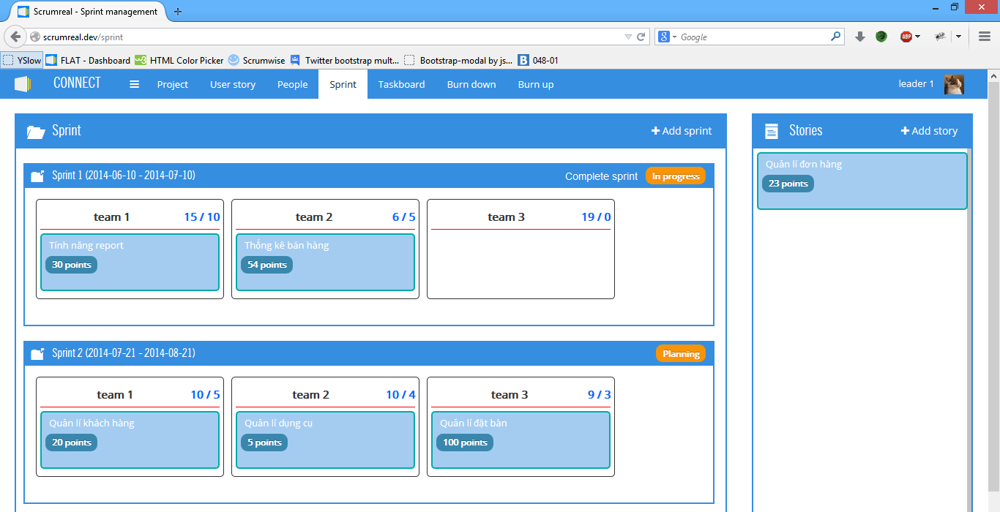 Scrumreal - Sprint management
scrumreal.dev/sprint
Google
YSlow FLAT - Dashboard HTML Color Picker Scrumwise Twitter bootstrap mult... Bootstrap-modal by js... 048-01
CONNECT Project User story People Sprint Taskboard Burn down Burn up leader 1
Sprint + Add sprint
Sprint 1 (2014-06-10 - 2014-07-10) Complete sprint In progress
team 1 15 / 10
Tính năng report
30 points
team 2 6 / 5
Thống kê bán hàng
54 points
team 3 19 / 0
Sprint 2 (2014-07-21 - 2014-08-21) Planning
team 1 10 / 5
Quản lí khách hàng
20 points
team 2 10 / 4
Quản lí dụng cụ
5 points
team 3 9 / 3
Quản lí đặt bàn
100 points
Stories + Add story
Quản lí đơn hàng
23 points